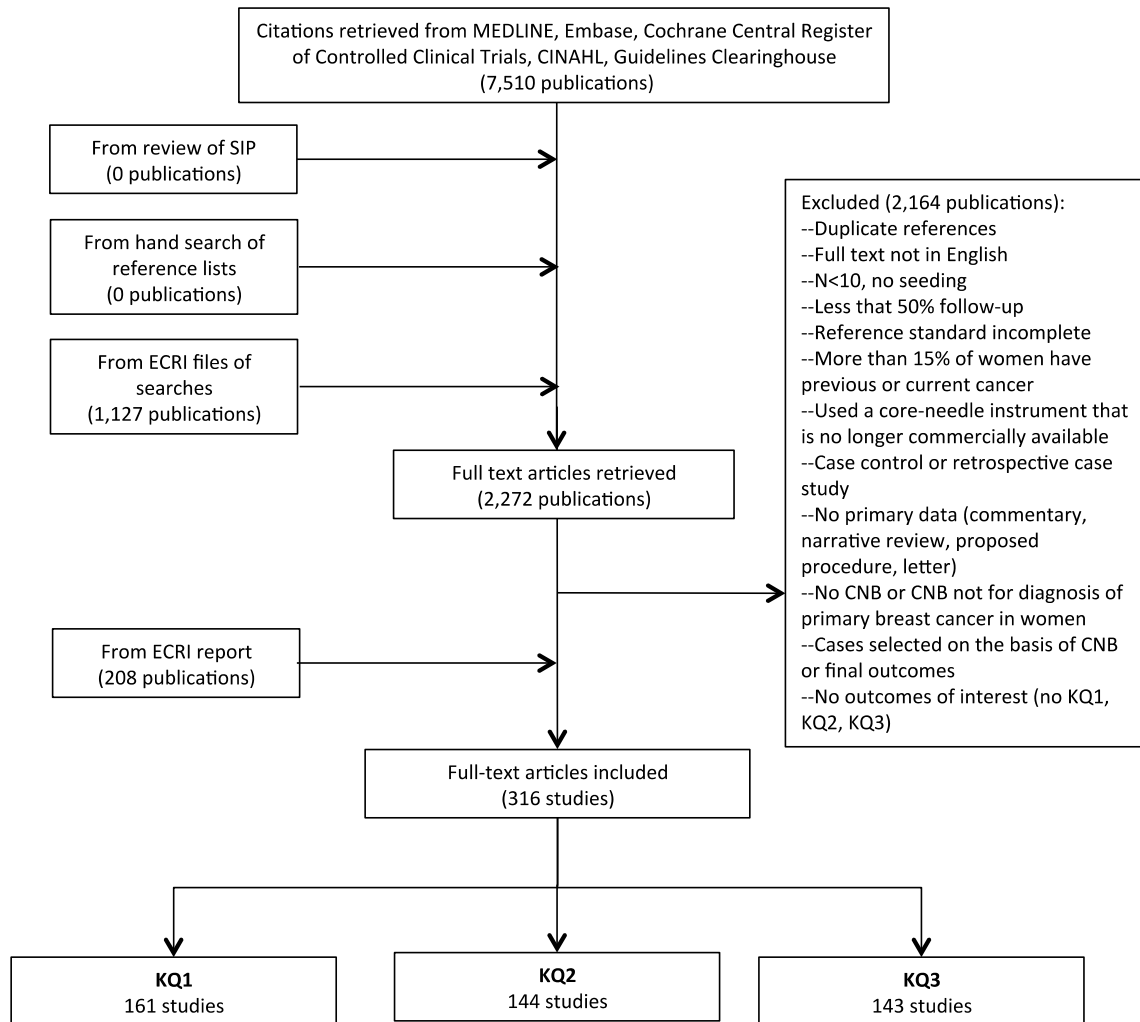 Citations retrieved from MEDLINE, Embase, Cochrane Central Register
of Controlled Clinical Trials, CINAHL, Guidelines Clearinghouse
(7,510 publications)
From review of SIP
(0 publications)
From hand search of
reference lists
(0 publications)
From ECRI files of
searches
(1,127 publications)
Full text articles retrieved
(2,272 publications)
Excluded (2,164 publications):
--Duplicate references
--Full text not in English
--N<10, no seeding
--Less that 50% follow-up
--Reference standard incomplete
--More than 15% of women have
previous or current cancer
--Used a core-needle instrument that
is no longer commercially available
--Case control or retrospective case
study
--No primary data (commentary,
narrative review, proposed
procedure, letter)
--No CNB or CNB not for diagnosis of
primary breast cancer in women
--Cases selected on the basis of CNB
or final outcomes
--No outcomes of interest (no KQ1,
KQ2, KQ3)
From ECRI report
(208 publications)
Full-text articles included
(316 studies)
KQ1
161 studies
KQ2
144 studies
KQ3
143 studies